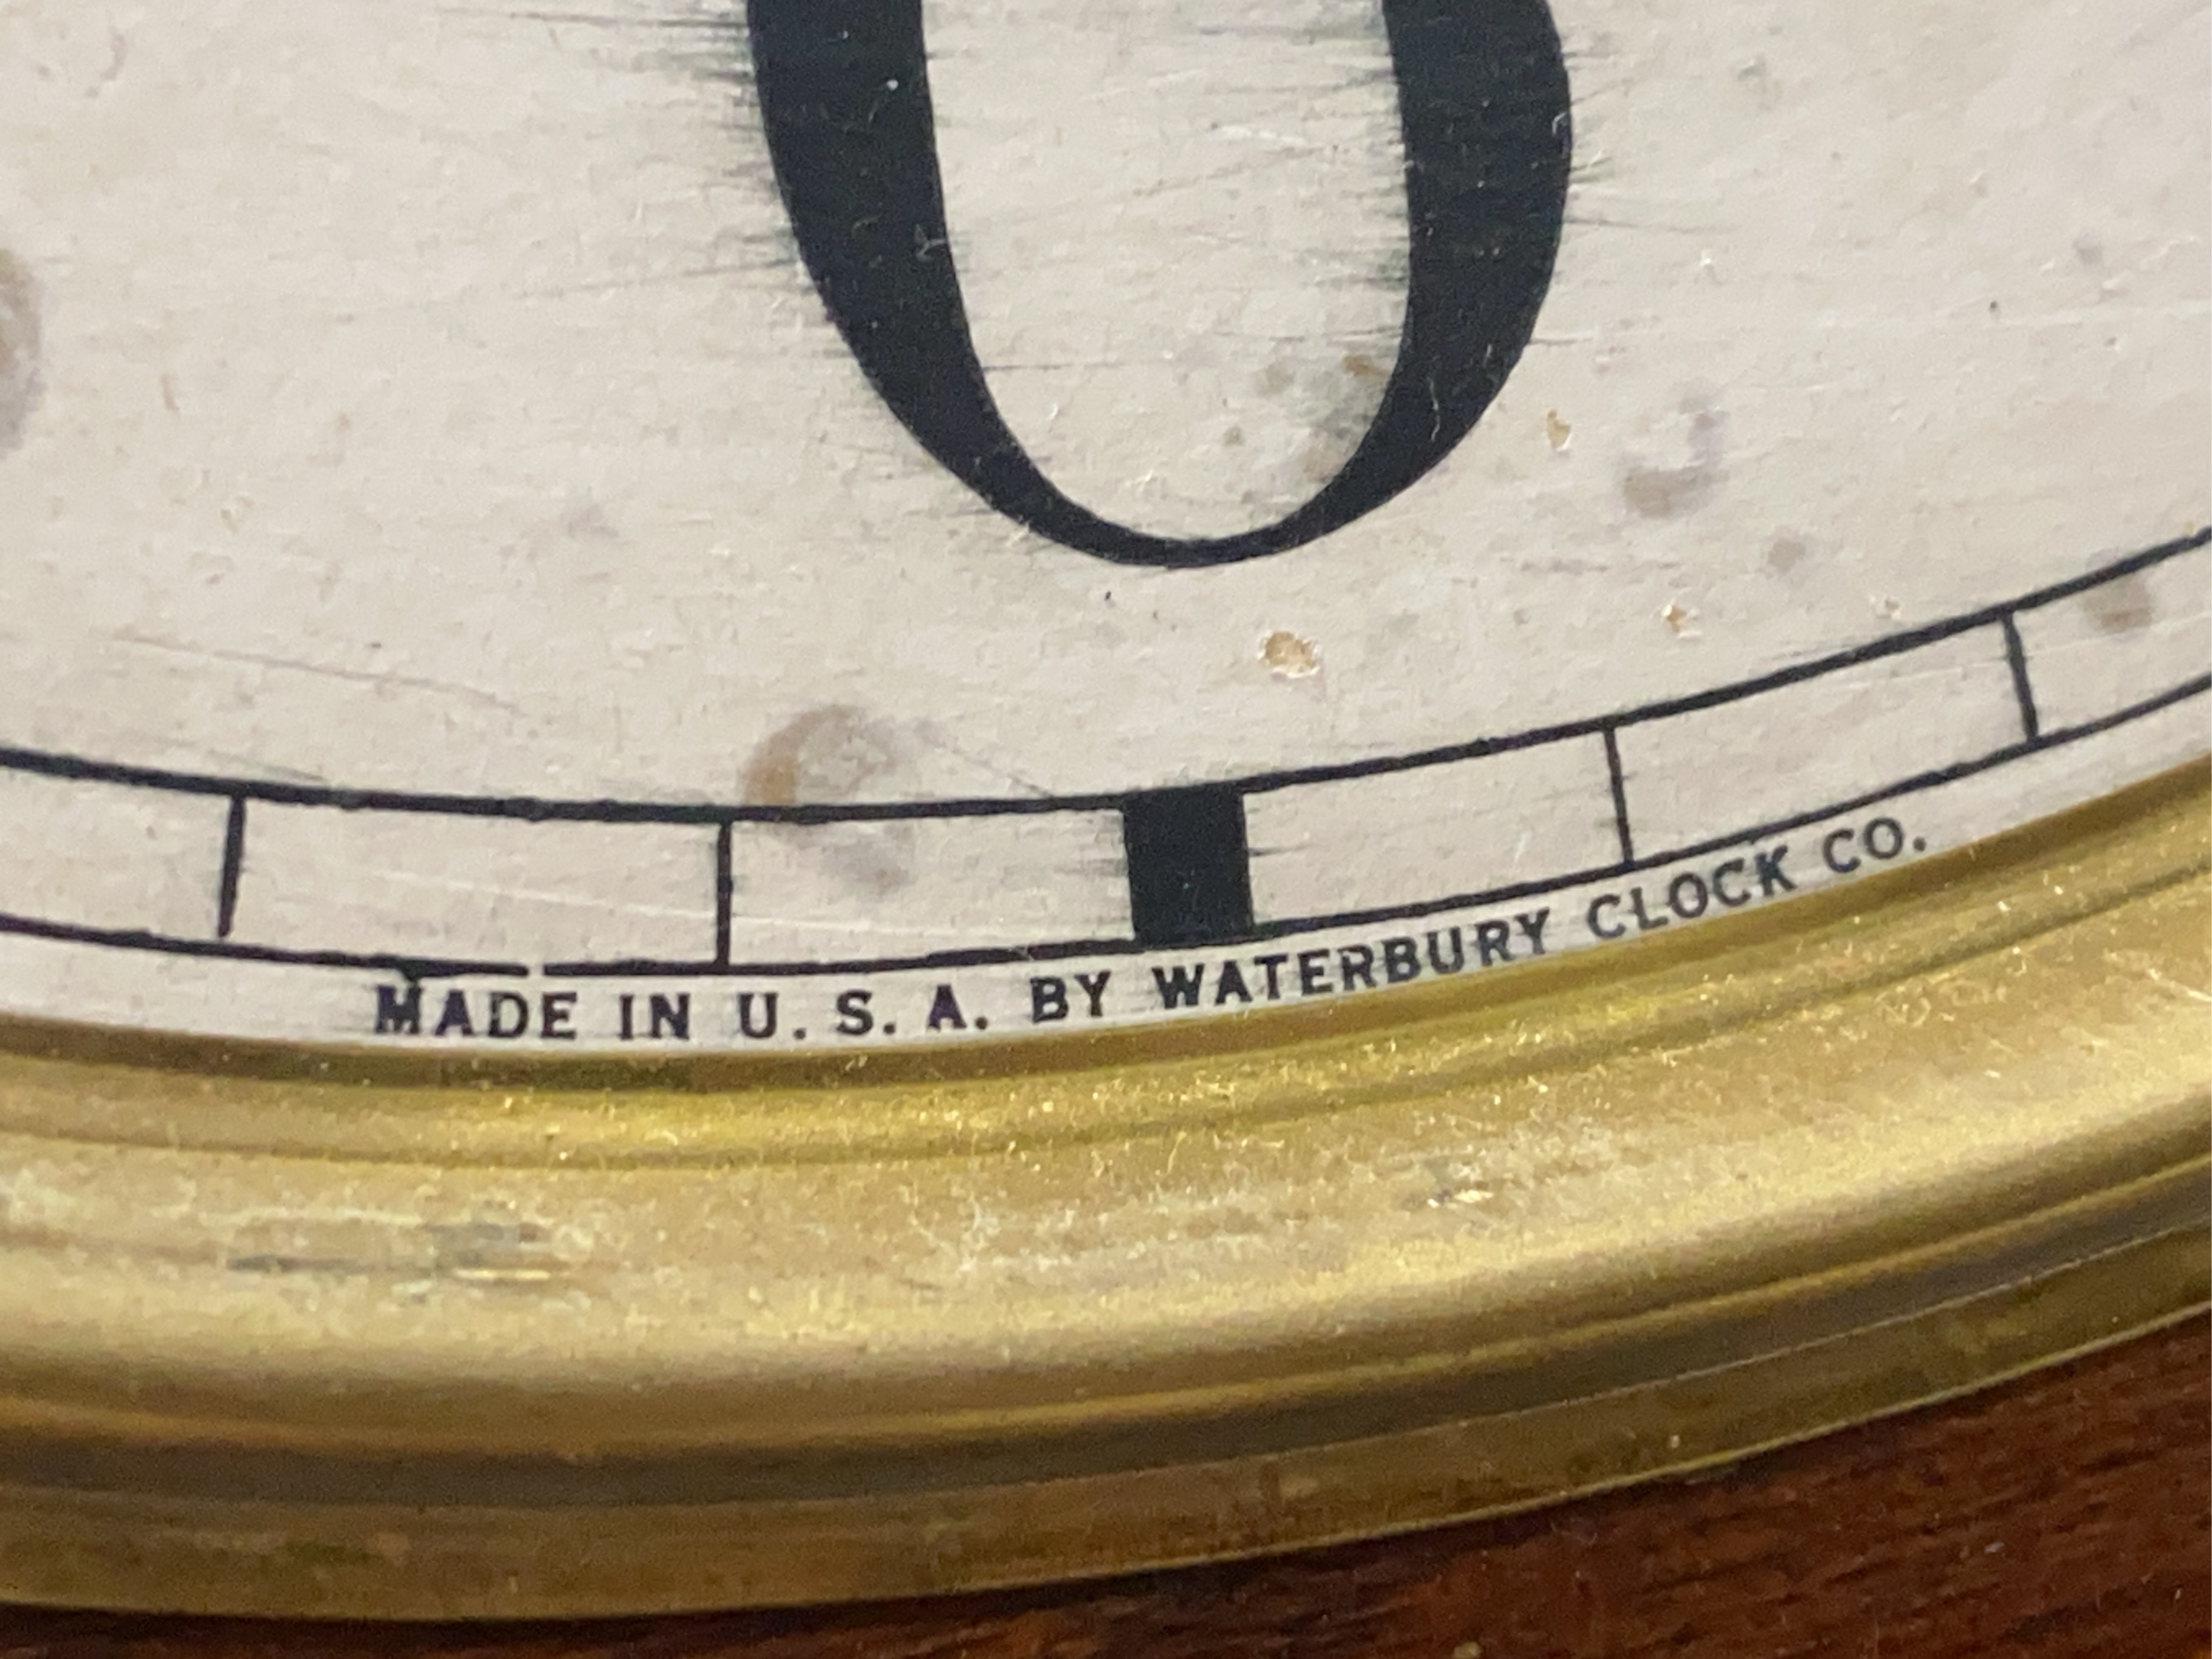 MADE IN U. S. A. BY WATERBURY CLOCK CO.